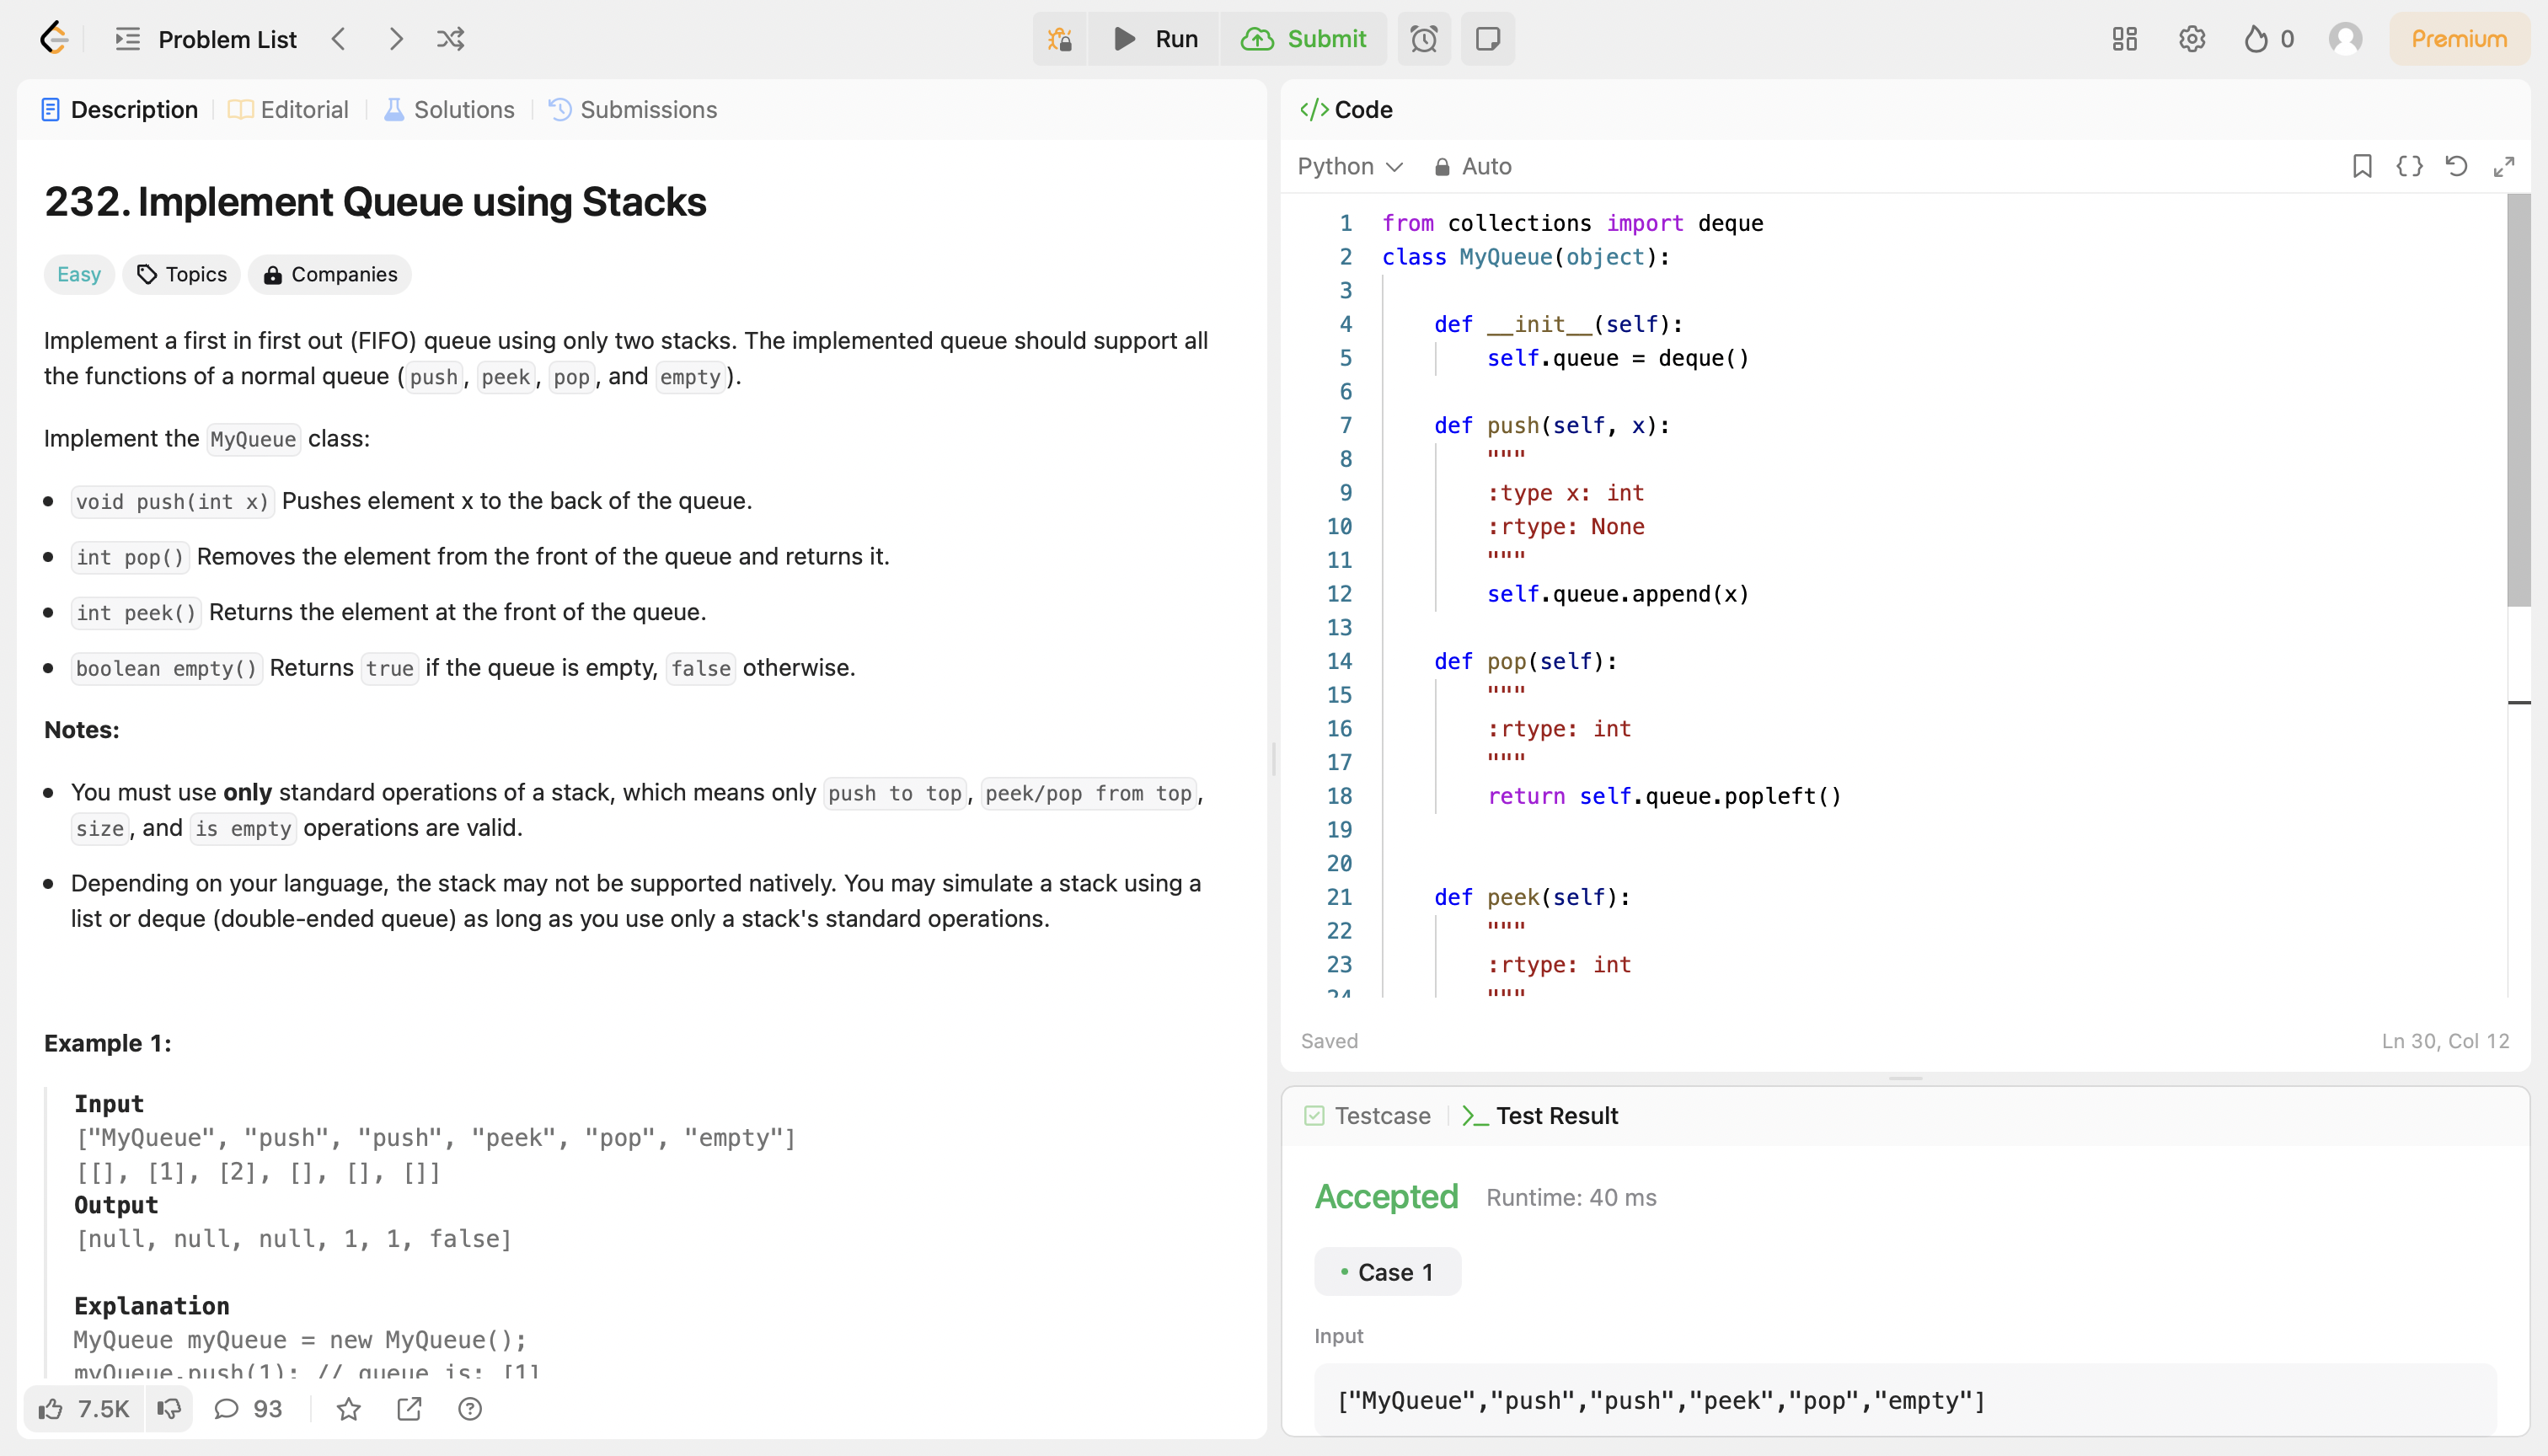 Problem List
Run
Submit
0
Premium
Description
Editorial
Solutions
Submissions
232. Implement Queue using Stacks
Easy
Topics
Companies
Implement a first in first out (FIFO) queue using only two stacks. The implemented queue should support all
the functions of a normal queue (push, peek, pop, and empty).
Implement the MyQueue class:
• void push(int x) Pushes element x to the back of the queue.
• int pop() Removes the element from the front of the queue and returns it.
• int peek() Returns the element at the front of the queue.
• boolean empty() Returns true if the queue is empty, false otherwise.
Notes:
• You must use only standard operations of a stack, which means only push to top, peek/pop from top,
size, and is empty operations are valid.
• Depending on your language, the stack may not be supported natively. You may simulate a stack using a
list or deque (double-ended queue) as long as you use only a stack's standard operations.
Example 1:
Input
["MyQueue", "push", "push", "peek", "pop", "empty"]
[[], [1], [2], [], [], []]
Output
[null, null, null, 1, 1, false]
Explanation
MyQueue myQueue = new MyQueue();
myQueue.push(1); // queue is: [1]
7.5K
93
</> Code
Python
Auto
1 from collections import deque
2 class MyQueue(object):
3
4     def __init__(self):
5         self.queue = deque()
6
7     def push(self, x):
8         """
9         :type x: int
10         :rtype: None
11         """
12         self.queue.append(x)
13
14     def pop(self):
15         """
16         :rtype: int
17         """
18         return self.queue.popleft()
19
20
21     def peek(self):
22         """
23         :rtype: int
24         """
Saved
Ln 30, Col 12
Testcase
Test Result
Accepted
Runtime: 40 ms
• Case 1
Input
["MyQueue","push","push","peek","pop","empty"]